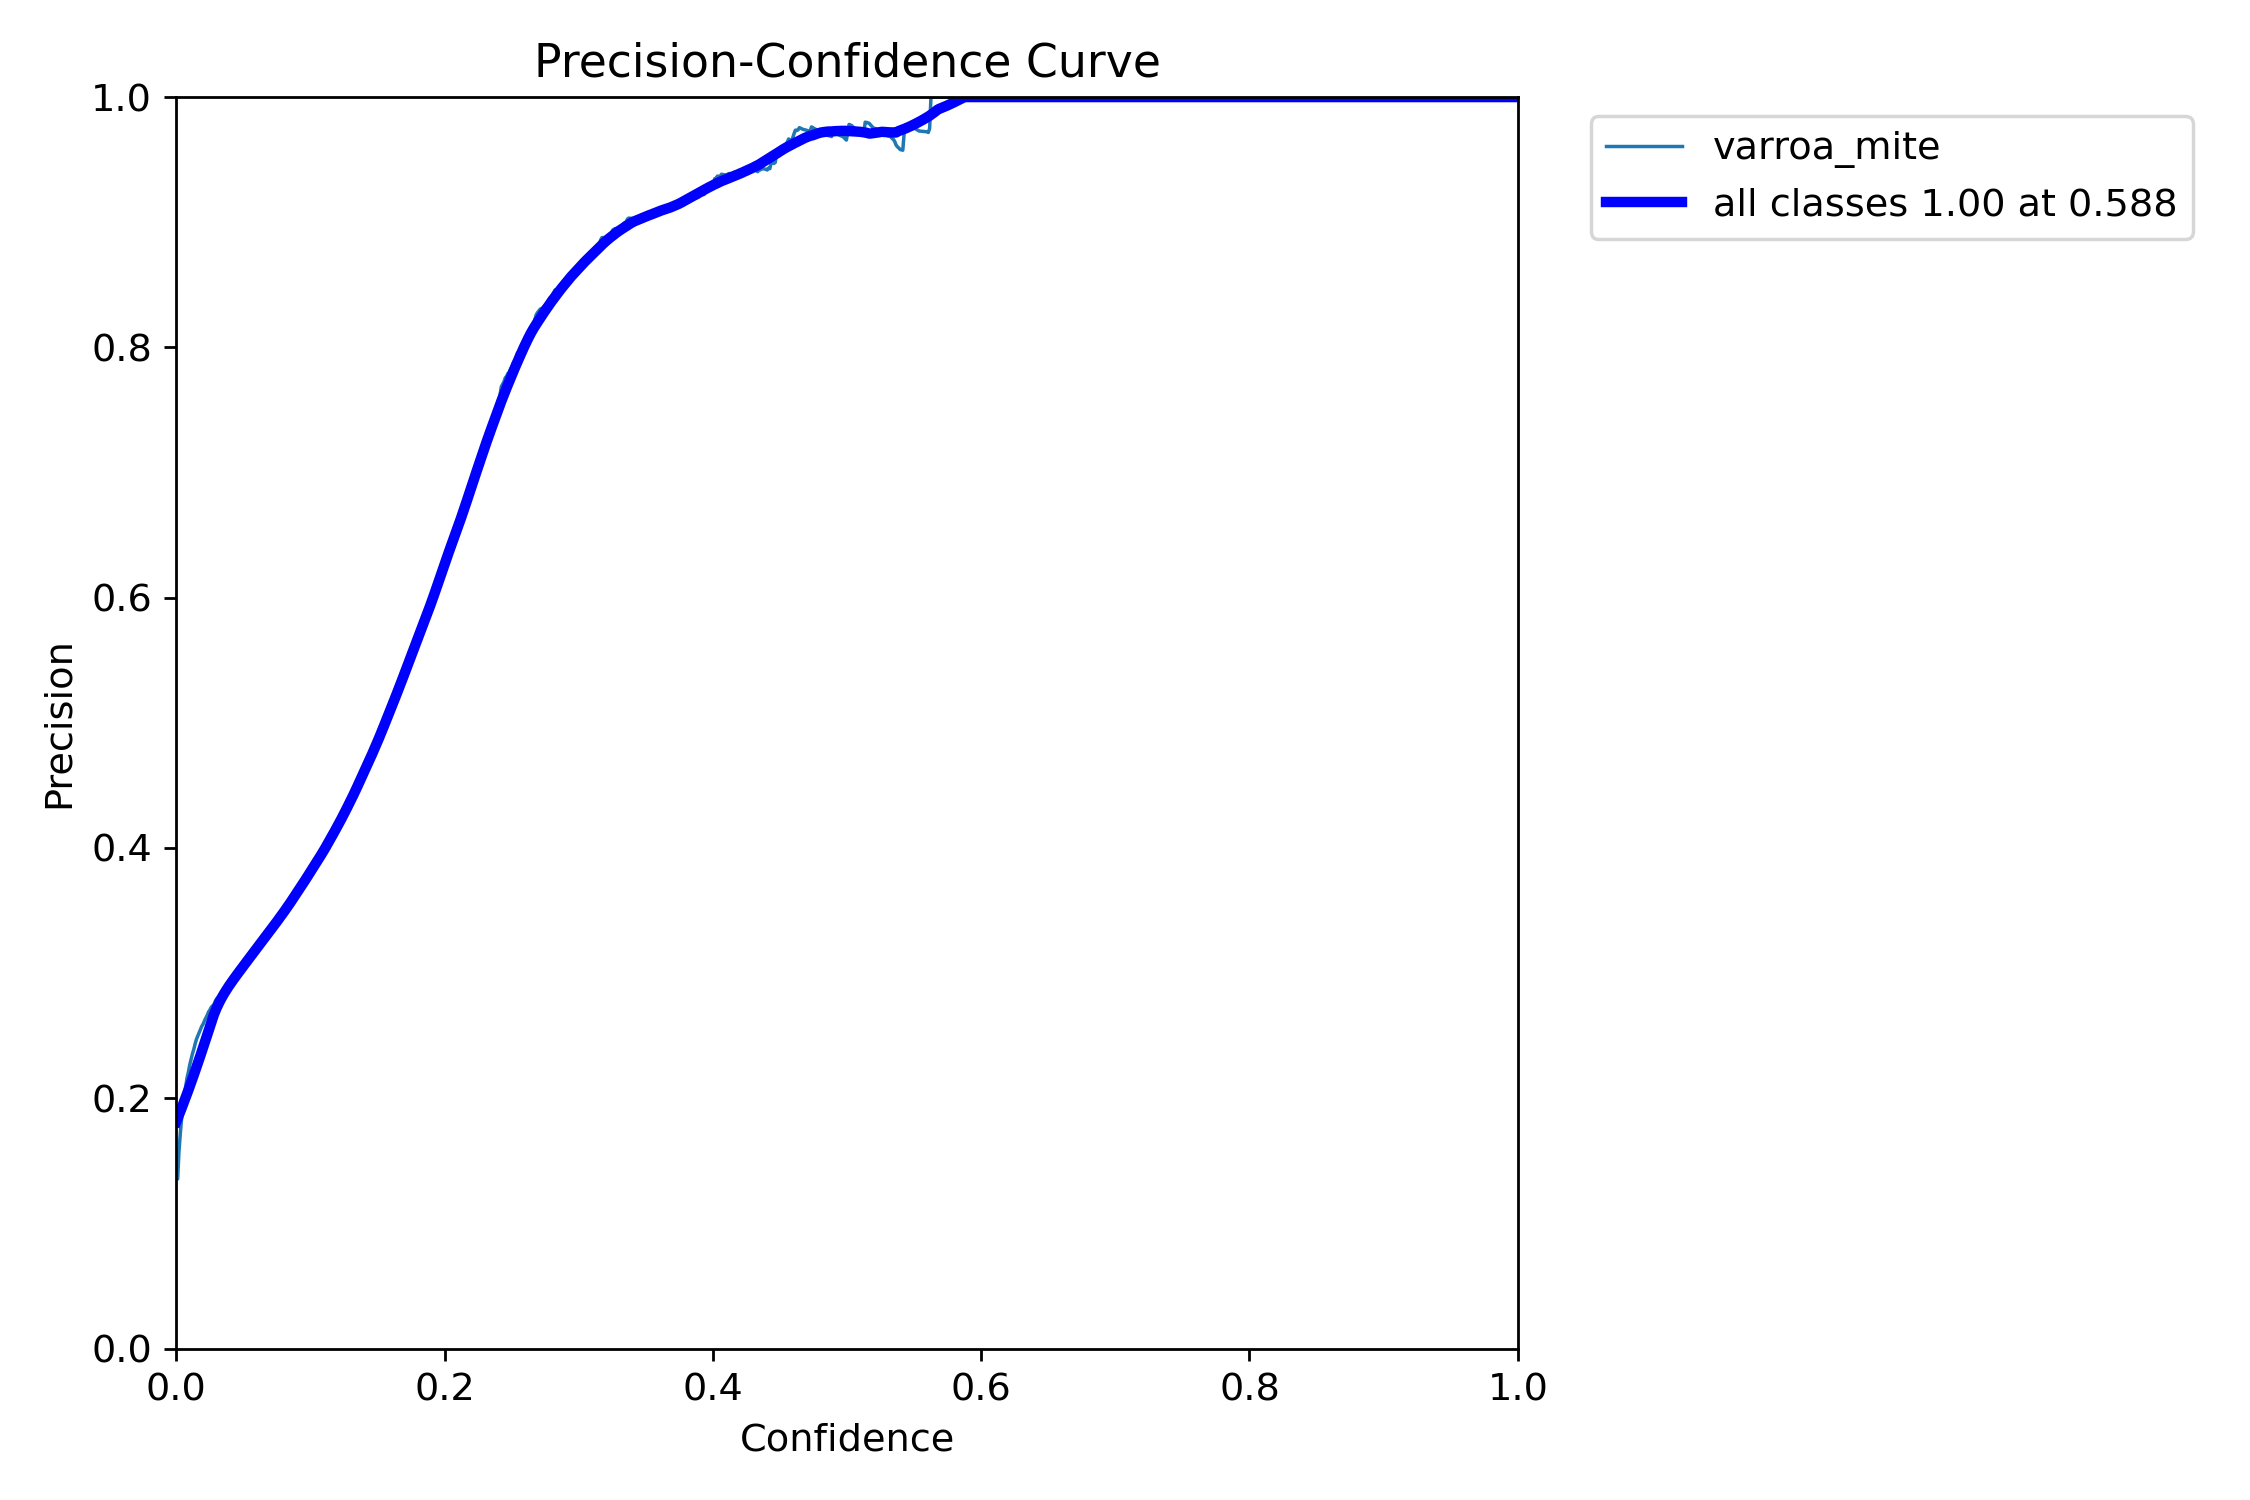 Precision-Confidence Curve
1.0
0.8
0.6
0.4
0.2
0.0
Precision
0.0 0.2 0.4 0.6 0.8 1.0
Confidence
varroa_mite
all classes 1.00 at 0.588